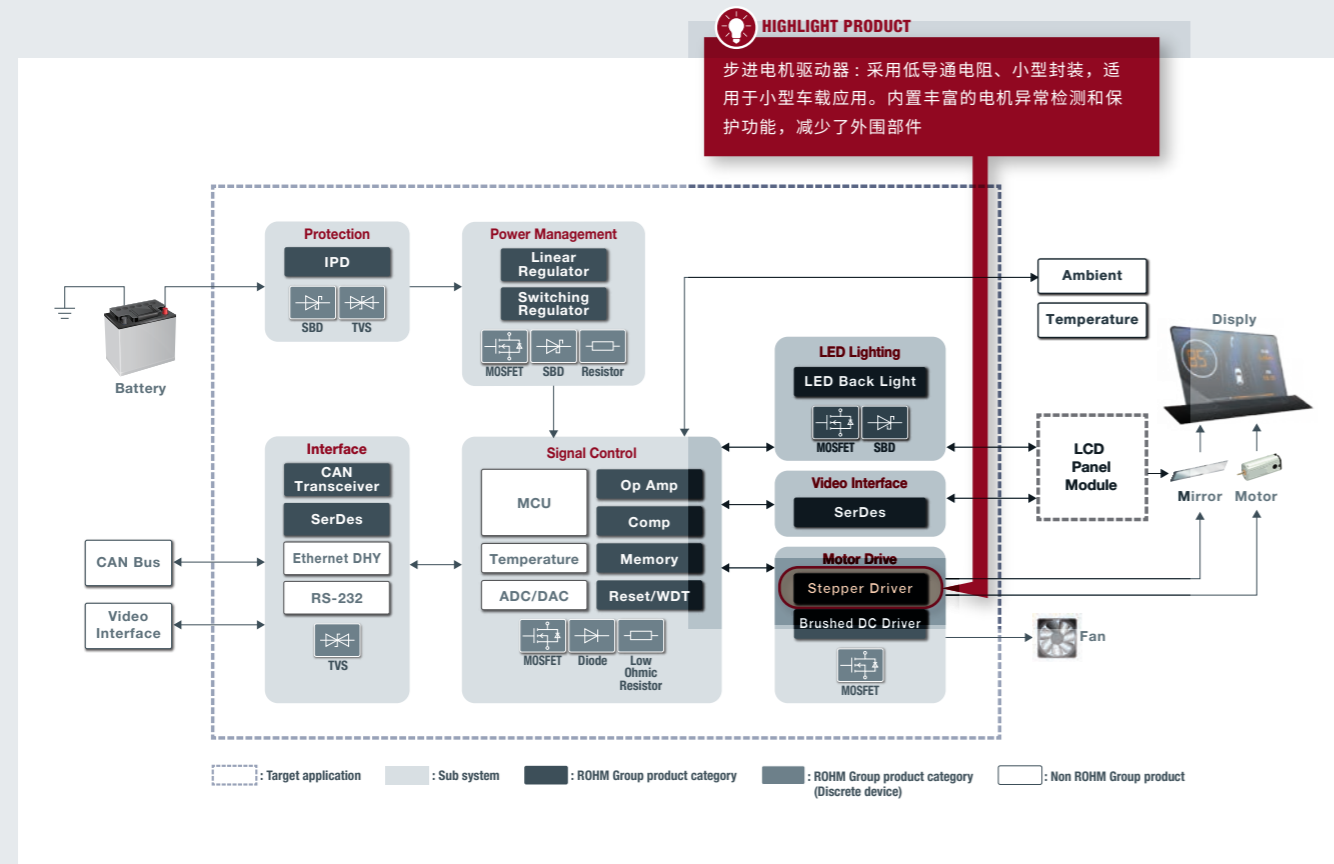 HIGHLIGHT PRODUCT
步进电机驱动器：采用低导通电阻、小型封装，适
用于小型车载应用。内置丰富的电机异常检测和保
护功能，减少了外围部件
Protection
IPD
SBD
TVS
Power Management
Linear
Regulator
Switching
Regulator
MOSFET
SBD
Resistor
Battery
Ambient
Temperature
Disply
LED Lighting
LED Back Light
MOSFET
SBD
LCD
Panel
Module
Mirror
Motor
Interface
CAN
Transceiver
SerDes
Ethernet DHY
RS-232
TVS
CAN Bus
Video
Interface
Signal Control
MCU
Op Amp
Comp
Temperature
Memory
ADC/DAC
Reset/WDT
MOSFET
Diode
Low
Ohmic
Resistor
Video Interface
SerDes
Motor Drive
Stepper Driver
Brushed DC Driver
MOSFET
Fan
: Target application
: Sub system
: ROHM Group product category
: ROHM Group product category
(Discrete device)
: Non ROHM Group product